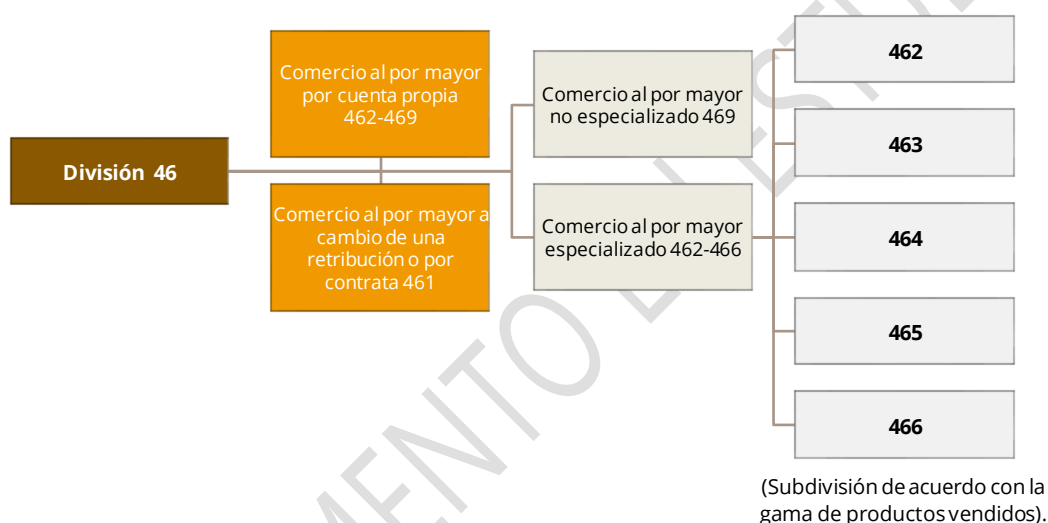 División 46
Comercio al por mayor
por cuenta propia
462-469
Comercio al por mayor a
cambio de una
retribución o por
contrata 461
Comercio al por mayor
no especializado 469
Comercio al por mayor
especializado 462-466
462
463
464
465
466
(Subdivisión de acuerdo con la
gama de productos vendidos).